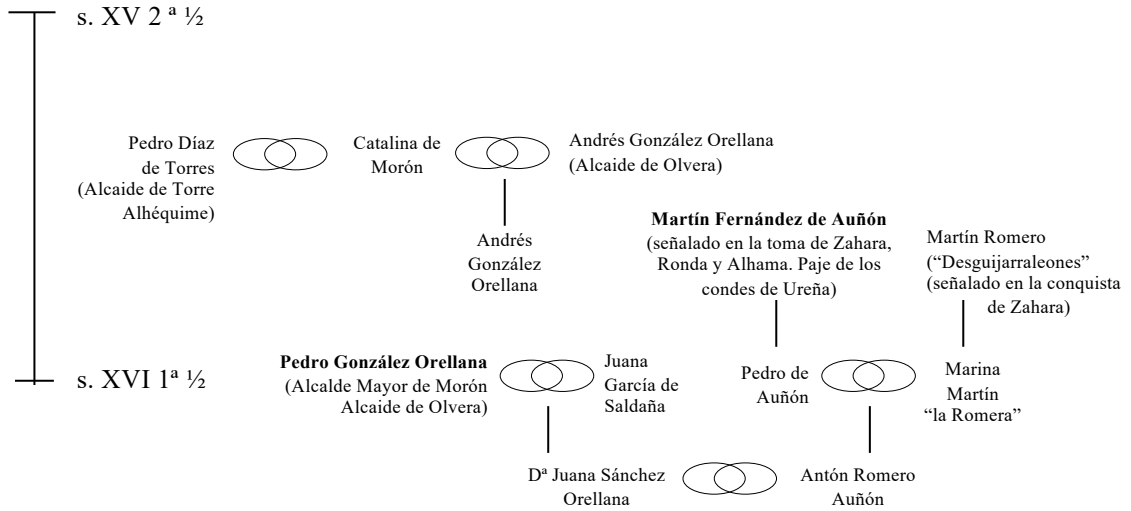 s. XV 2 ª ½
Pedro Díaz
de Torres
(Alcaide de Torre
Alhéquime)
Catalina de
Morón
Andrés González Orellana
(Alcaide de Olvera)
Andrés
González
Orellana
Martín Fernández de Auñón
(señalado en la toma de Zahara,
Ronda y Alhama. Paje de los
condes de Ureña)
Martín Romero
(“Desguijarraleones”
(señalado en la conquista
de Zahara)
s. XVI 1ª ½
Pedro González Orellana
(Alcalde Mayor de Morón
Alcaide de Olvera)
Juana
García de
Saldaña
Pedro de
Auñón
Marina
Martín
“la Romera”
Dª Juana Sánchez
Orellana
Antón Romero
Auñón